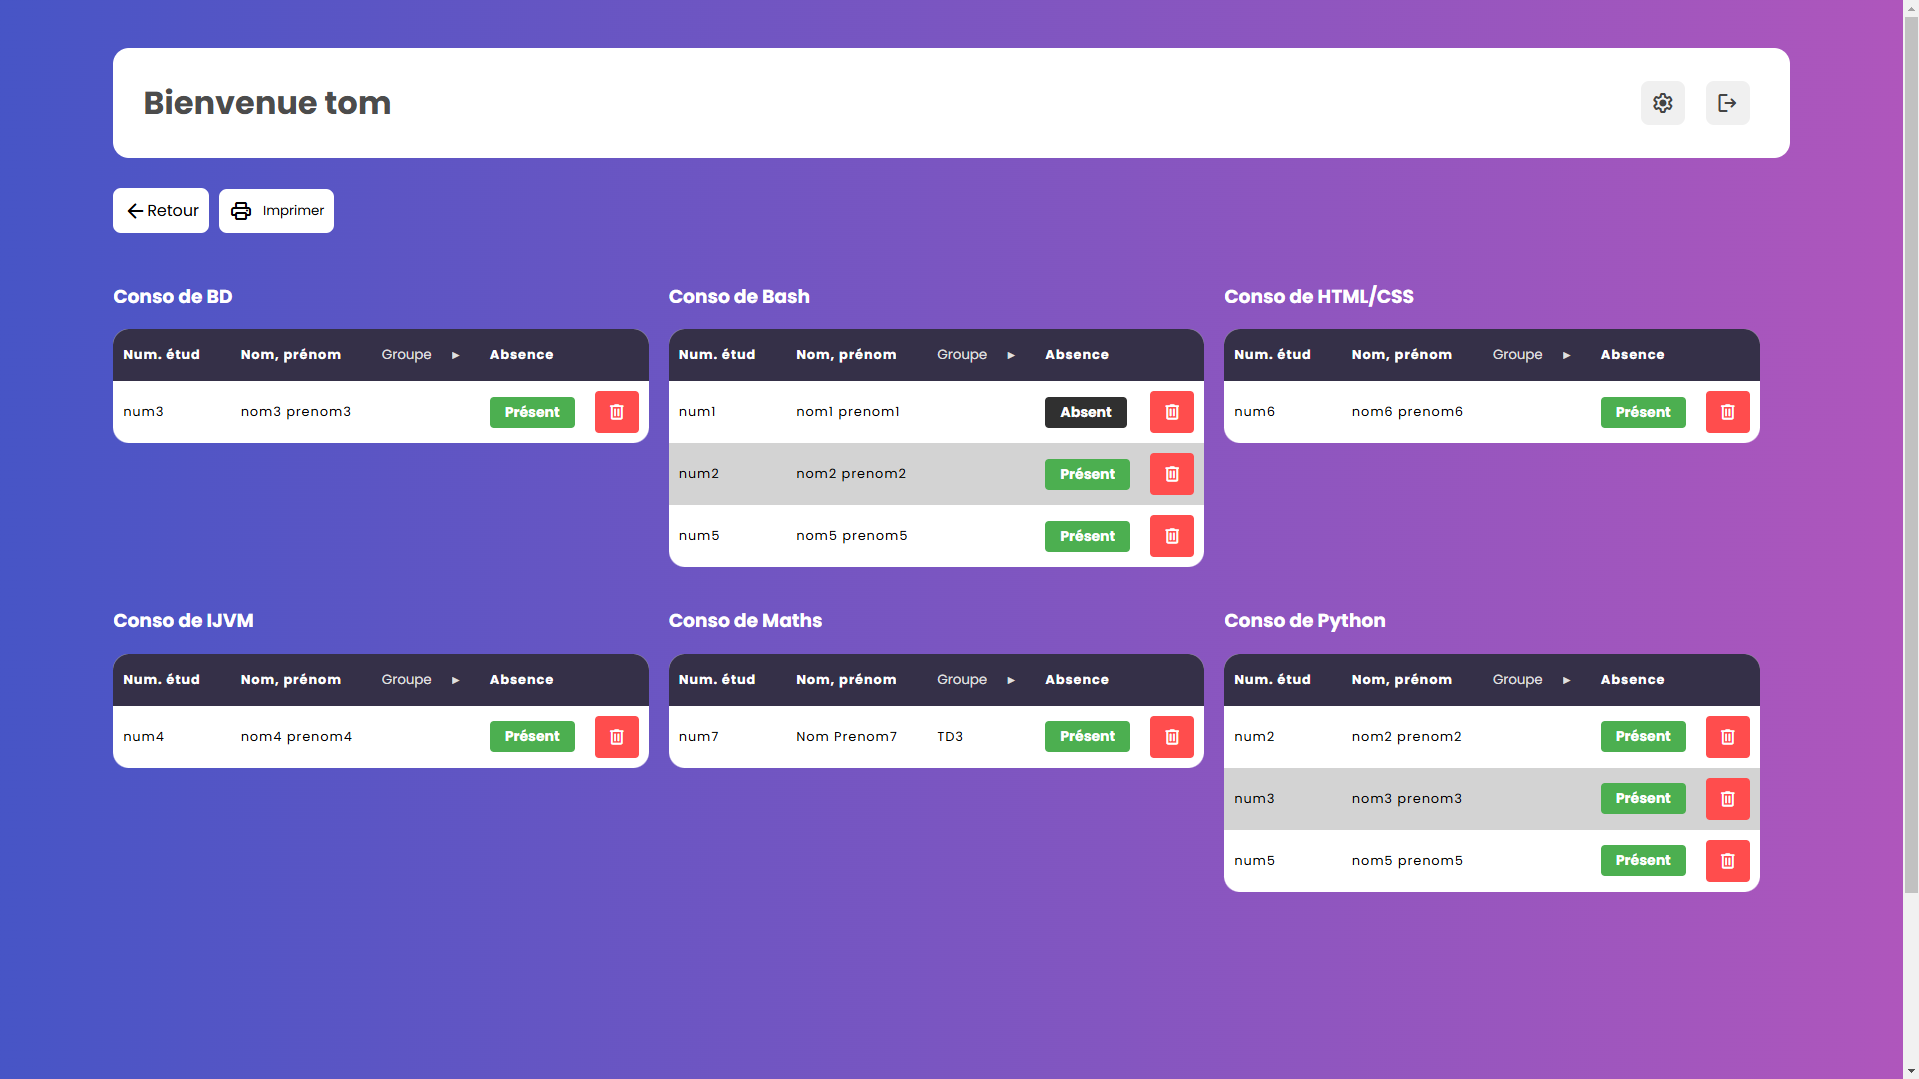 Bienvenue tom
Retour
Imprimer
Conso de BD
Num. étud Nom, prénom Groupe ▸ Absence
num3 nom3 prenom3 Présent
Conso de Bash
Num. étud Nom, prénom Groupe ▸ Absence
num1 nom1 prenom1 Absent
num2 nom2 prenom2 Présent
num5 nom5 prenom5 Présent
Conso de HTML/CSS
Num. étud Nom, prénom Groupe ▸ Absence
num6 nom6 prenom6 Présent
Conso de IJVM
Num. étud Nom, prénom Groupe ▸ Absence
num4 nom4 prenom4 Présent
Conso de Maths
Num. étud Nom, prénom Groupe ▸ Absence
num7 Nom Prenom7 TD3 Présent
Conso de Python
Num. étud Nom, prénom Groupe ▸ Absence
num2 nom2 prenom2 Présent
num3 nom3 prenom3 Présent
num5 nom5 prenom5 Présent